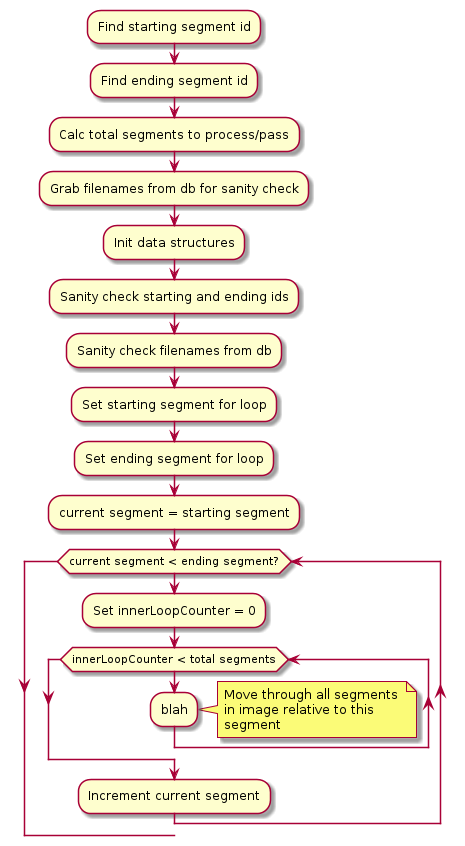 Find starting segment id
Find ending segment id
Calc total segments to process/pass
Grab filenames from db for sanity check
Init data structures
Sanity check starting and ending ids
Sanity check filenames from db
Set starting segment for loop
Set ending segment for loop
current segment = starting segment
current segment < ending segment?
Set innerLoopCounter = 0
innerLoopCounter < total segments
blah
Move through all segments
in image relative to this
segment
Increment current segment